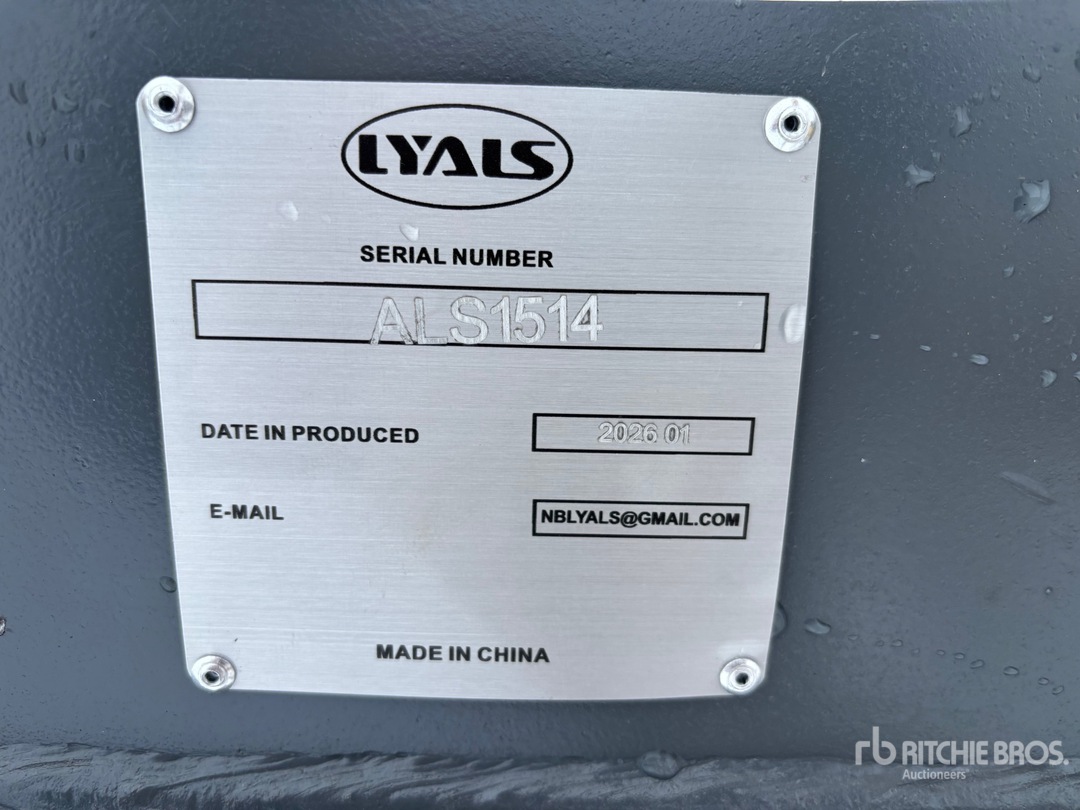 LYALS
SERIAL NUMBER
ALS1514
DATE IN PRODUCED 2026 01
E-MAIL NBLYALS@GMAIL.COM
MADE IN CHINA
rb RITCHIE BROS.
Auctioneers